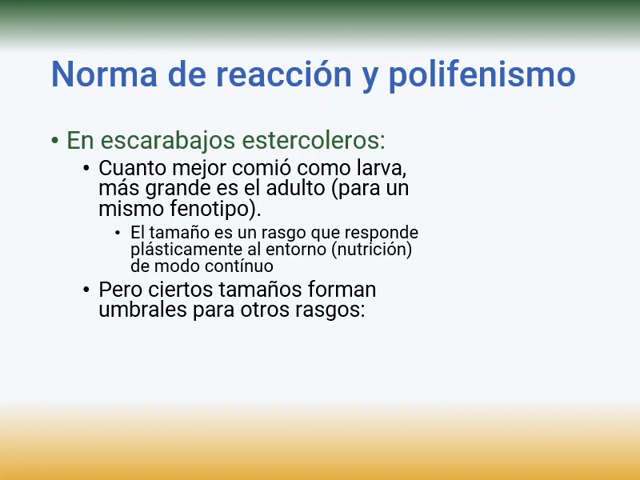 Norma de reacción y polifenismo
• En escarabajos estercoleros:
• Cuanto mejor comió como larva,
más grande es el adulto (para un
mismo fenotipo).
• El tamaño es un rasgo que responde
plásticamente al entorno (nutrición)
de modo contínuo
• Pero ciertos tamaños forman
umbrales para otros rasgos: